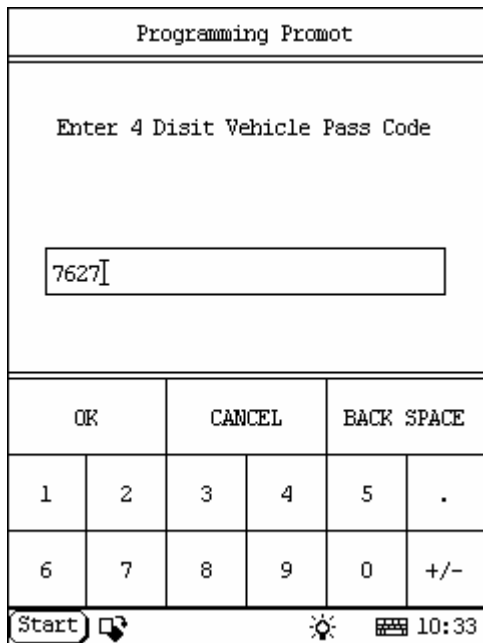 Programming Promot
Enter 4 Disit Vehicle Pass Code
7627
OK CANCEL BACK SPACE
1 2 3 4 5 .
6 7 8 9 0 +/-
Start 10:33